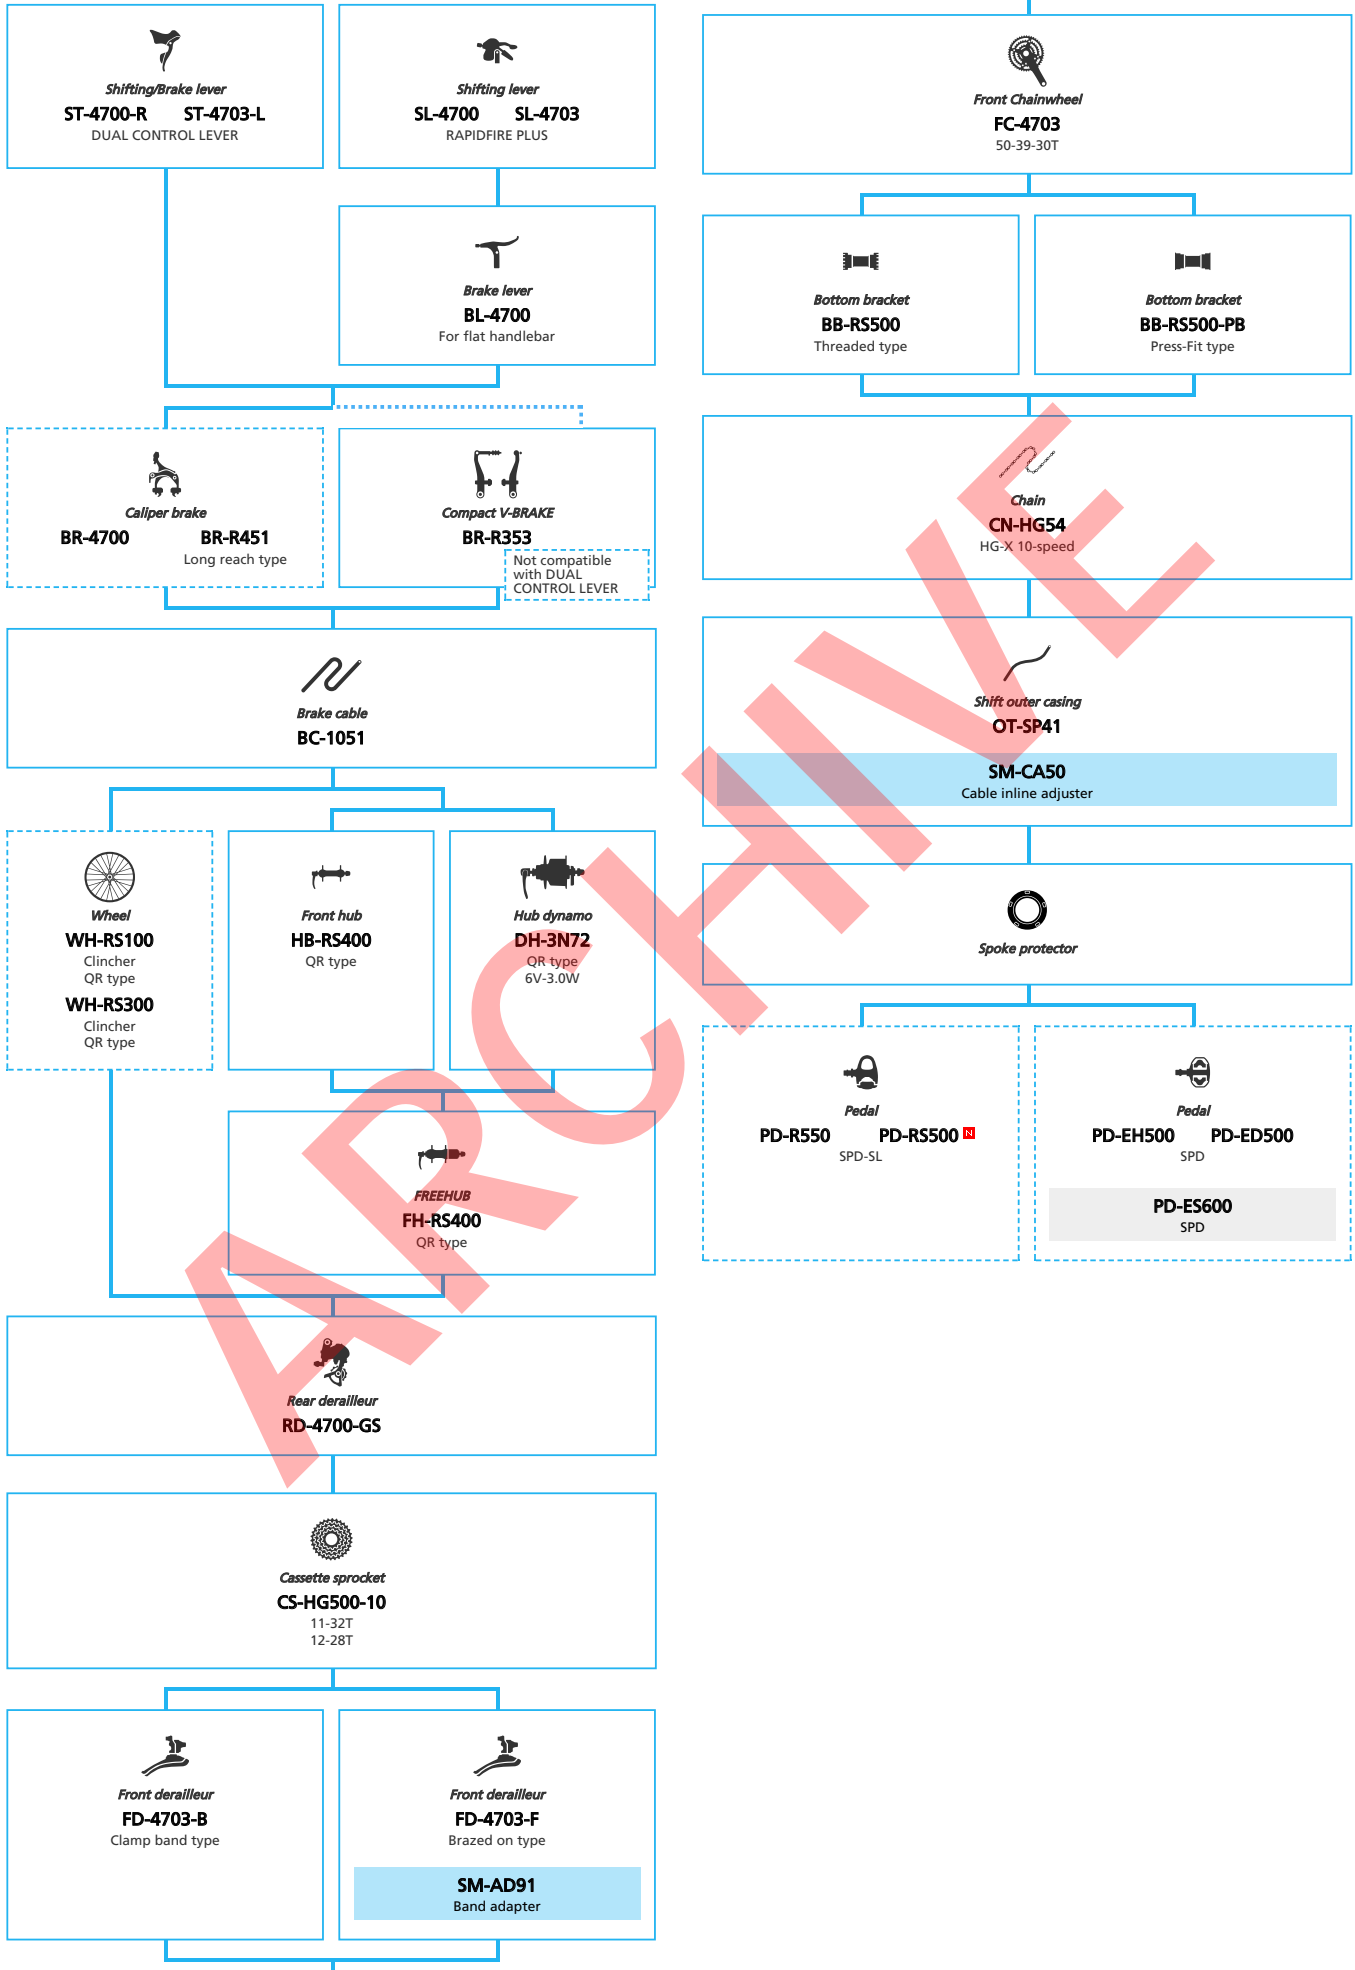 Shifting/Brake lever
ST-4700-R ST-4703-L
DUAL CONTROL LEVER
Shifting lever
SL-4700 SL-4703
RAPIDFIRE PLUS
Brake lever
BL-4700
For flat handlebar
Caliper brake
BR-4700 BR-R451
Long reach type
Compact V-BRAKE
BR-R353
Not compatible
with DUAL
CONTROL LEVER
Brake cable
BC-1051
Wheel
WH-RS100
Clincher
QR type
WH-RS300
Clincher
QR type
Front hub
HB-RS400
QR type
Hub dynamo
DH-3N72
QR type
6V-3.0W
FREEHUB
FH-RS400
QR type
Rear derailleur
RD-4700-GS
Cassette sprocket
CS-HG500-10
11-32T
12-28T
Front derailleur
FD-4703-B
Clamp band type
Front derailleur
FD-4703-F
Brazed on type
SM-AD91
Band adapter
Front Chainwheel
FC-4703
50-39-30T
Bottom bracket
BB-RS500
Threaded type
Bottom bracket
BB-RS500-PB
Press-Fit type
Chain
CN-HG54
HG-X 10-speed
Shift outer casing
OT-SP41
SM-CA50
Cable inline adjuster
Spoke protector
Pedal
PD-R550 PD-RS500 N
SPD-SL
Pedal
PD-EH500 PD-ED500
SPD
PD-ES600
SPD
ARCHIVE